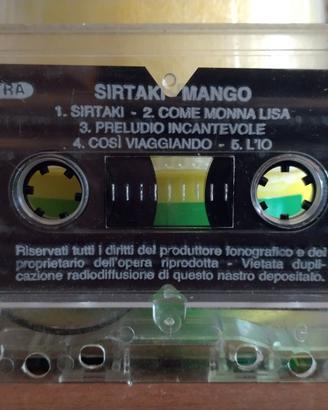 TRA
SIRTAKI MANGO
1. SIRTAKI - 2. COME MONNA LISA
3. PRELUDIO INCANTEVOLE
4. COSÌ VIAGGIANDO - 5. L'IO
Riservati tutti i diritti del produttore fonografico e del
proprietario dell'opera riprodotta - Vietata dupli-
cazione radiodiffusione di questo nastro depositato.